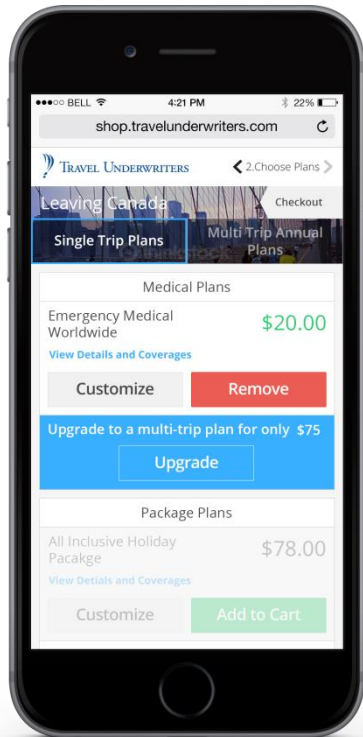 BELL 4:21 PM 22%
shop.travelunderwriters.com
TRAVEL UNDERWRITERS 2.Choose Plans
Leaving Canada Checkout
Single Trip Plans
Multi Trip Annual
Plans
thinkstock
Medical Plans
Emergency Medical
Worldwide
$20.00
View Details and Coverages
Customize Remove
Upgrade to a multi-trip plan for only $75
Upgrade
Package Plans
All Inclusive Holiday
Pacakge
$78.00
View Detials and Coverages
Customize Add to Cart